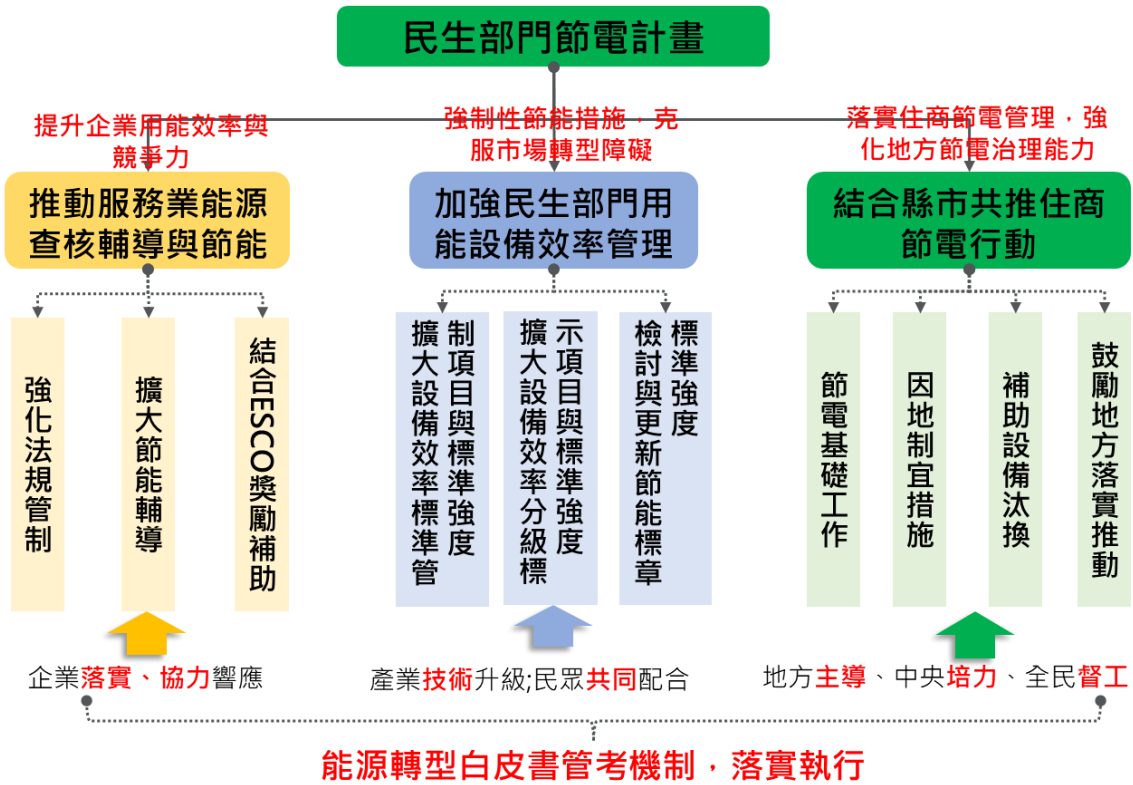 民生部門節電計畫
提升企業用能效率與
競爭力
強制性節能措施，克
服市場轉型障礙
落實住商節電管理，強
化地方節電治理能力
推動服務業能源
查核輔導與節能
加強民生部門用
能設備效率管理
結合縣市共推住商
節電行動
強化法規管制
擴大節能輔導
結合ESCO獎勵補助
擴大設備效率標準管
制項目與標準強度
擴大設備效率分級標
示項目與標準強度
檢討與更新節能標章
標準強度
節電基礎工作
因地制宜措施
補助設備汰換
鼓勵地方落實推動
企業落實、協力響應
產業技術升級;民眾共同配合
地方主導、中央培力、全民督工
能源轉型白皮書管考機制，落實執行